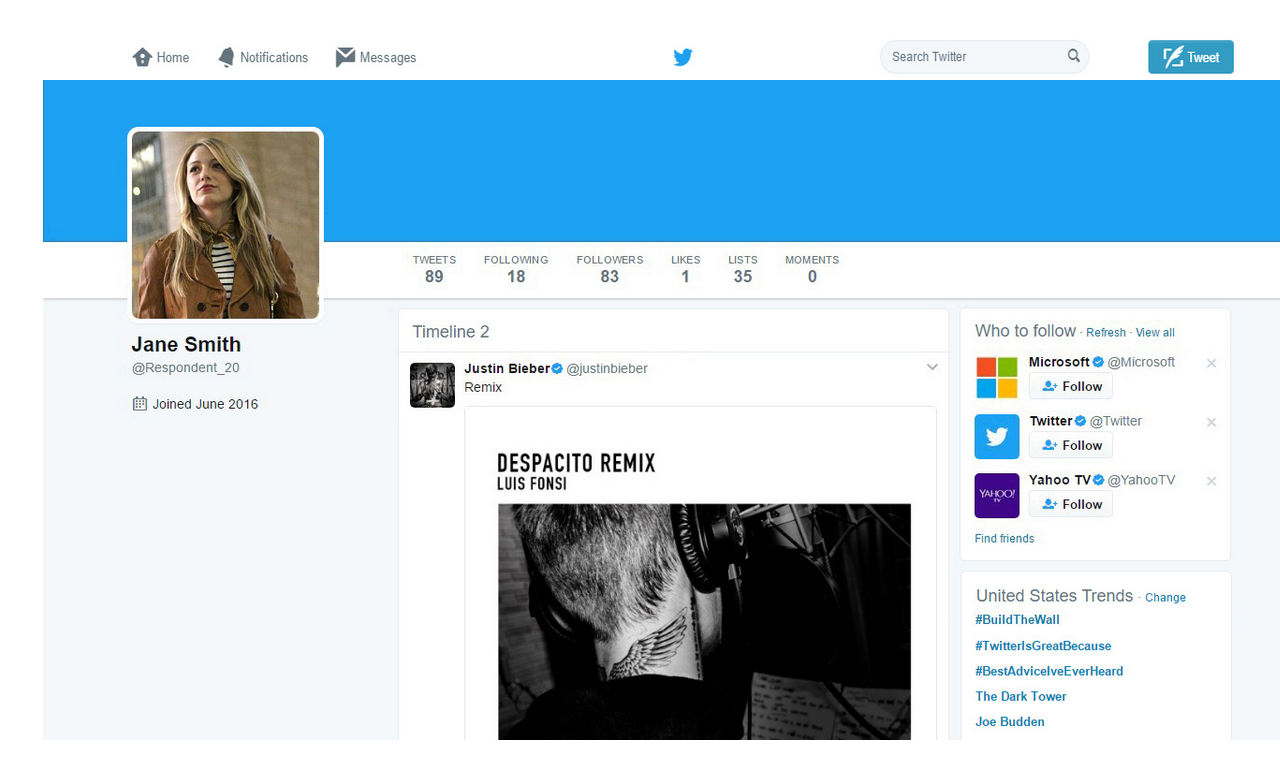 Home Notifications Messages Search Twitter Tweet
TWEETS FOLLOWING FOLLOWERS LIKES LISTS MOMENTS
89 18 83 1 35 0
Jane Smith
@Respondent_20
Joined June 2016
Timeline 2
Justin Bieber @justinbieber
Remix
DESPACITO REMIX
LUIS FONSI
Who to follow · Refresh · View all
Microsoft @Microsoft
Follow
Twitter @Twitter
Follow
YAHOO!
TV
Yahoo TV @YahooTV
Follow
Find friends
United States Trends · Change
#BuildTheWall
#TwitterIsGreatBecause
#BestAdviceIveEverHeard
The Dark Tower
Joe Budden